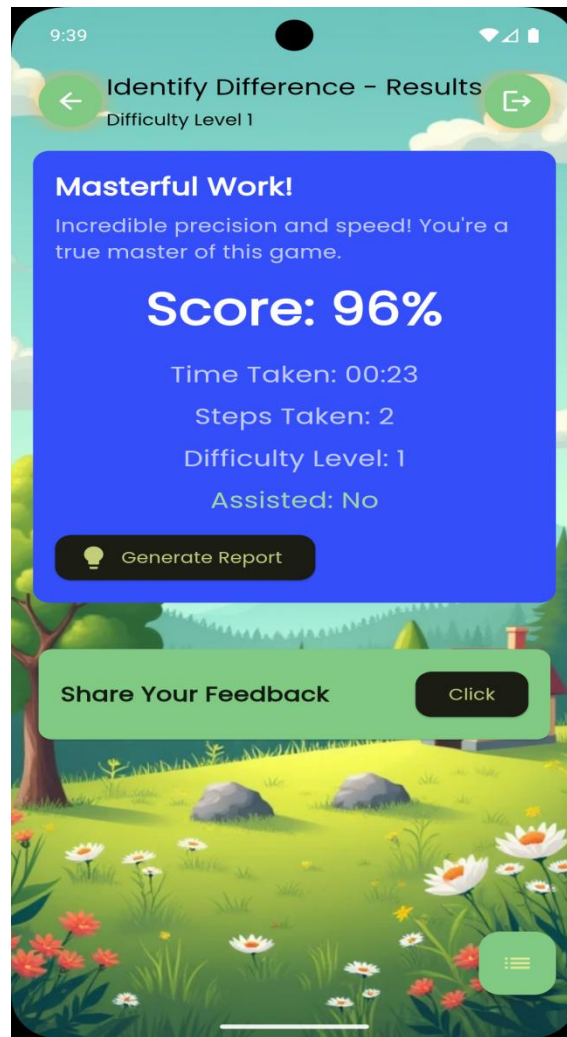 9:39
Identify Difference - Results
Difficulty Level 1
Masterful Work!
Incredible precision and speed! You're a
true master of this game.
Score: 96%
Time Taken: 00:23
Steps Taken: 2
Difficulty Level: 1
Assisted: No
Generate Report
Share Your Feedback
Click